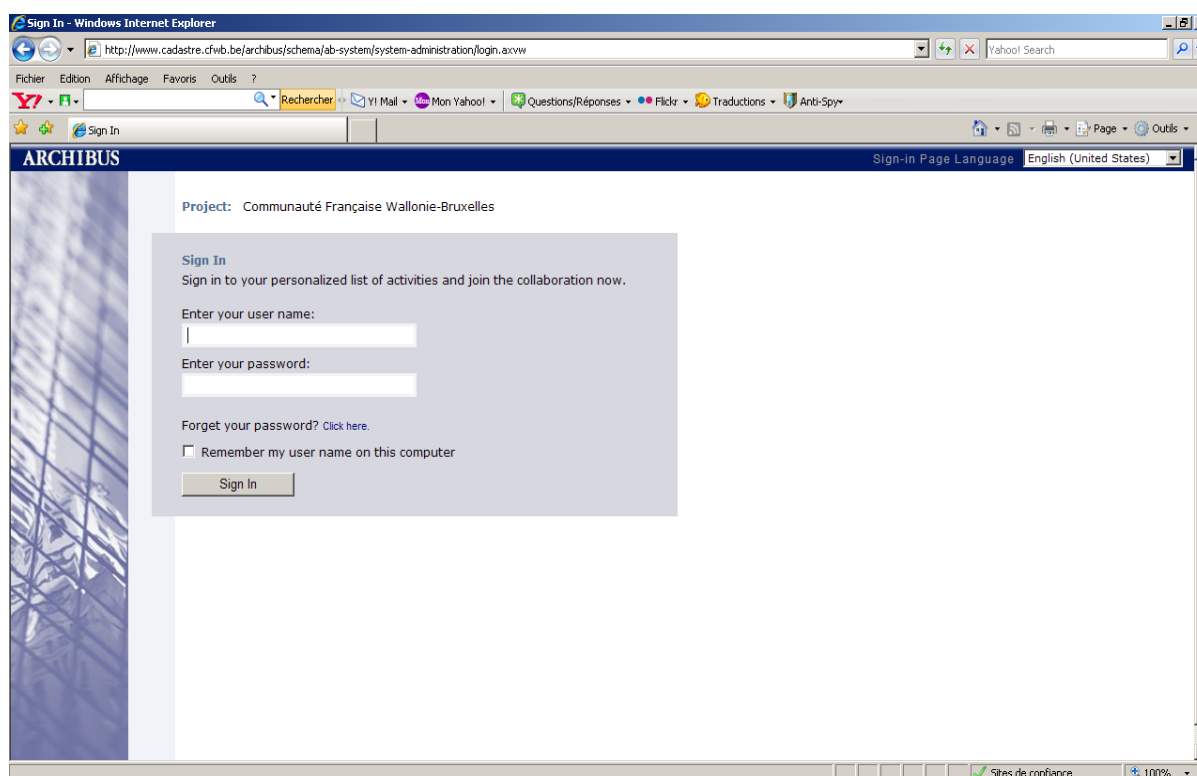 Sign In - Windows Internet Explorer
http://www.cadastre.cfwb.be/archibus/schema/ab-system/system-administration/login.axvw
Yahoo! Search
Fichier Edition Affichage Favoris Outils ?
Y! Rechercher Y! Mail Mon Mon Yahoo! Questions/Réponses Flickr Traductions Anti-Spy
Sign In Page Outils
ARCHIBUS Sign-in Page Language English (United States)
Project: Communauté Française Wallonie-Bruxelles
Sign In
Sign in to your personalized list of activities and join the collaboration now.
Enter your user name:
Enter your password:
Forget your password? Click here.
Remember my user name on this computer
Sign In
Sites de confiance 100%